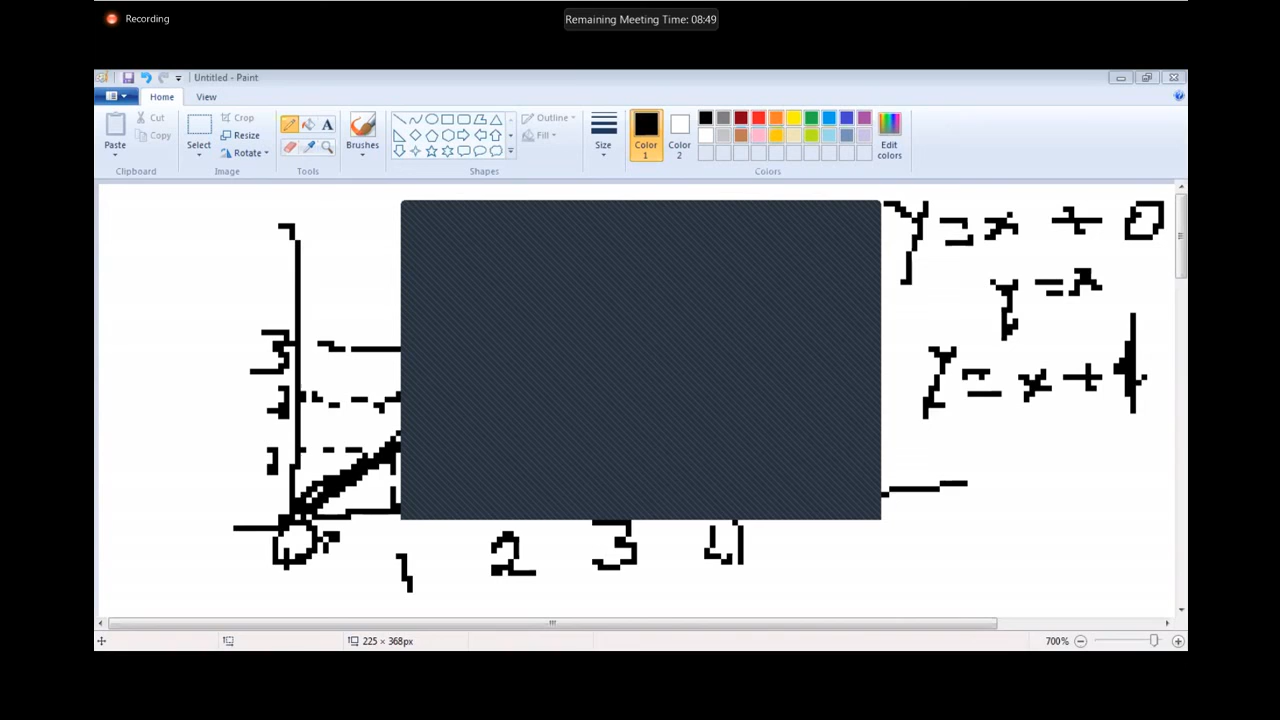 Recording
Remaining Meeting Time: 08:49
Untitled - Paint
Home View
Paste
Cut
Copy
Clipboard
Select
Crop
Resize
Rotate
Image
A
Tools
Brushes
Shapes
Outline
Fill
Size
Color 1
Color 2
Edit colors
Colors
y=x + 0
y=x
y=x+1
3
1
0
1 2 3 4
225 × 368px
700%